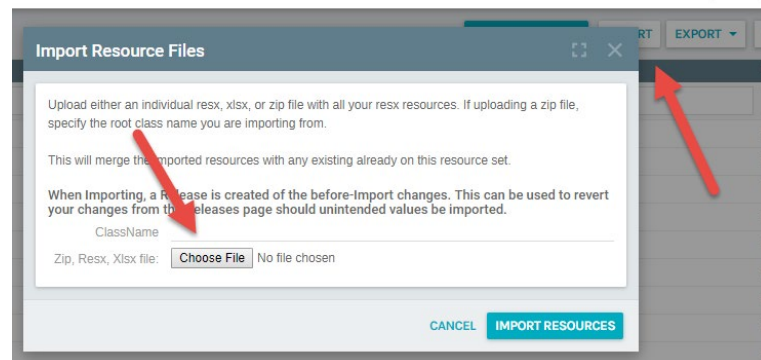 RT EXPORT
Import Resource Files
Upload either an individual resx, xlsx, or zip file with all your resx resources. If uploading a zip file,
specify the root class name you are importing from.
This will merge the imported resources with any existing already on this resource set.
When Importing, a Release is created of the before-Import changes. This can be used to revert
your changes from the Releases page should unintended values be imported.
ClassName
Zip, Resx, Xlsx file: Choose File No file chosen
CANCEL IMPORT RESOURCES